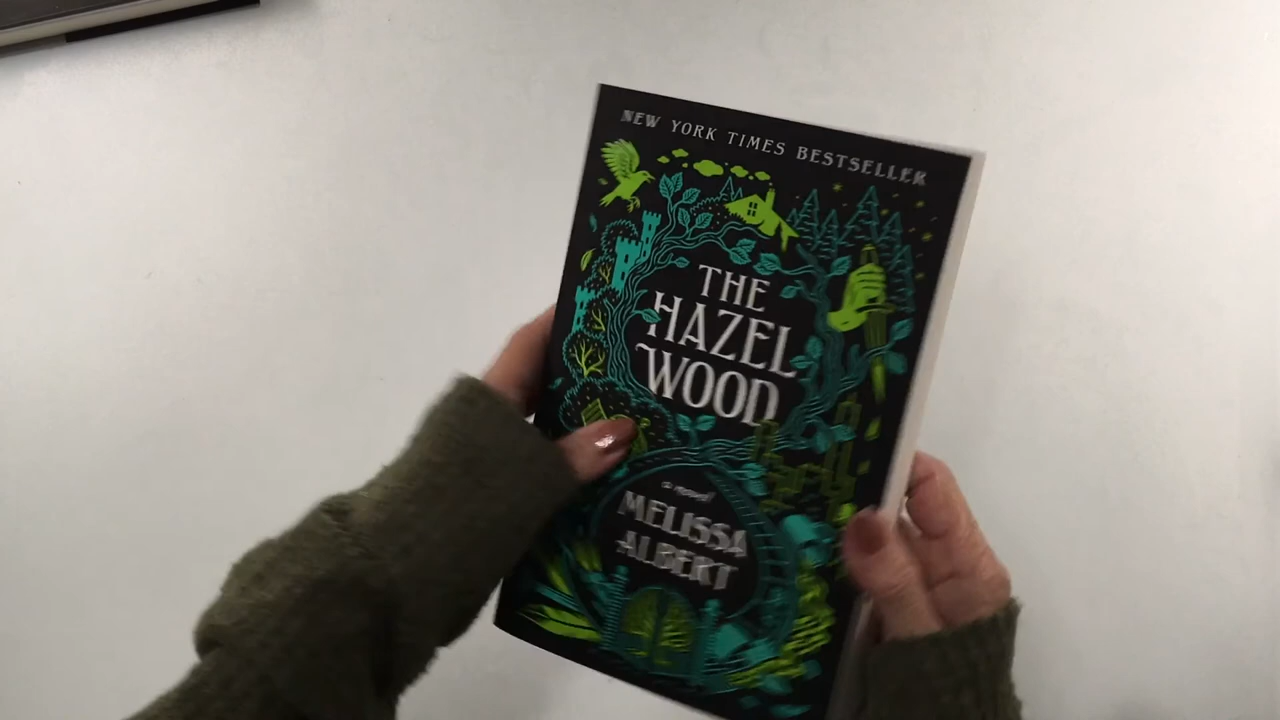 NEW YORK TIMES BESTSELLER
THE
HAZEL
WOOD
a novel
MELISSA
ALBERT